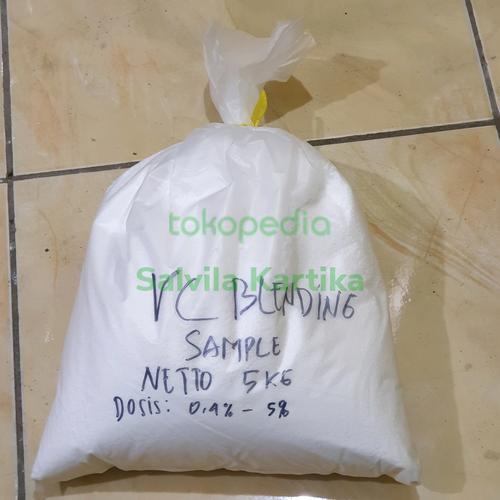 tokopedia
Salvila Kartika
VC BLENDING
SAMPLE
NETTO 5KG
DOSIS: 0,4% - 5%